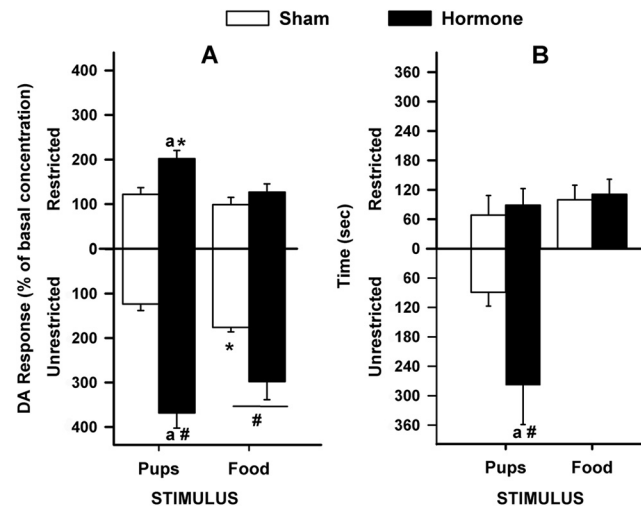 Sham Hormone
A
DA Response (% of basal concentration)
Restricted
Unrestricted
400
300
200
100
0
100
200
300
400
a*
*
a #
#
Pups Food
STIMULUS
B
Time (sec)
Restricted
Unrestricted
360
300
240
180
120
60
0
60
120
180
240
300
360
a #
Pups Food
STIMULUS